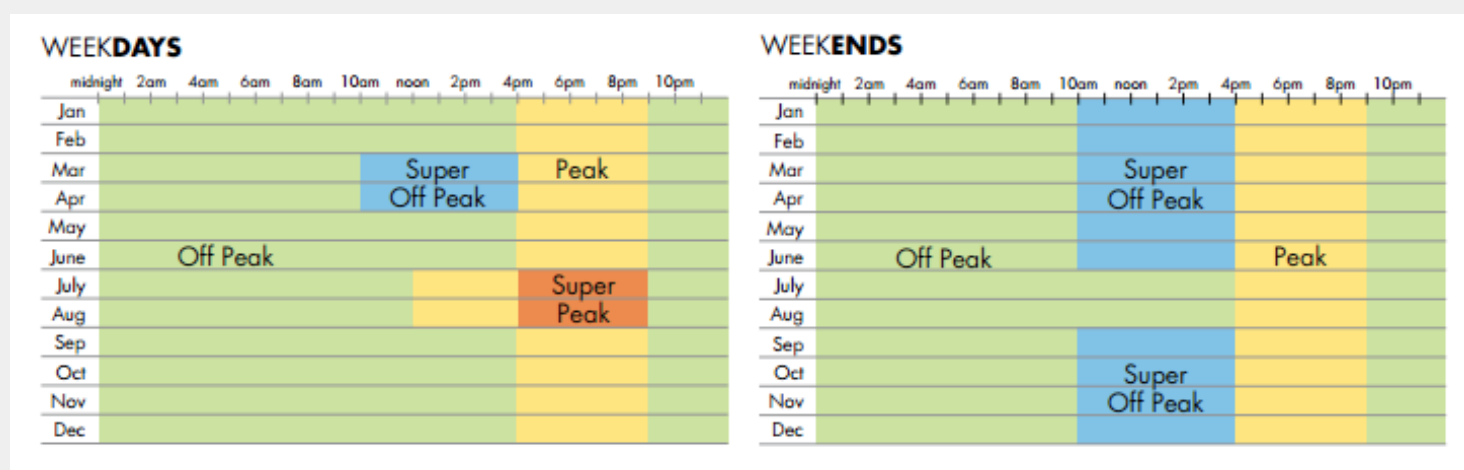 WEEKDAYS
midnight 2am 4am 6am 8am 10am noon 2pm 4pm 6pm 8pm 10pm
Jan
Feb
Mar Super Peak
Apr Off Peak
May
June Off Peak
July Super
Aug Peak
Sep
Oct
Nov
Dec
WEEKENDS
midnight 2am 4am 6am 8am 10am noon 2pm 4pm 6pm 8pm 10pm
Jan
Feb
Mar Super
Apr Off Peak
May
June Off Peak Peak
July
Aug
Sep
Oct Super
Nov Off Peak
Dec